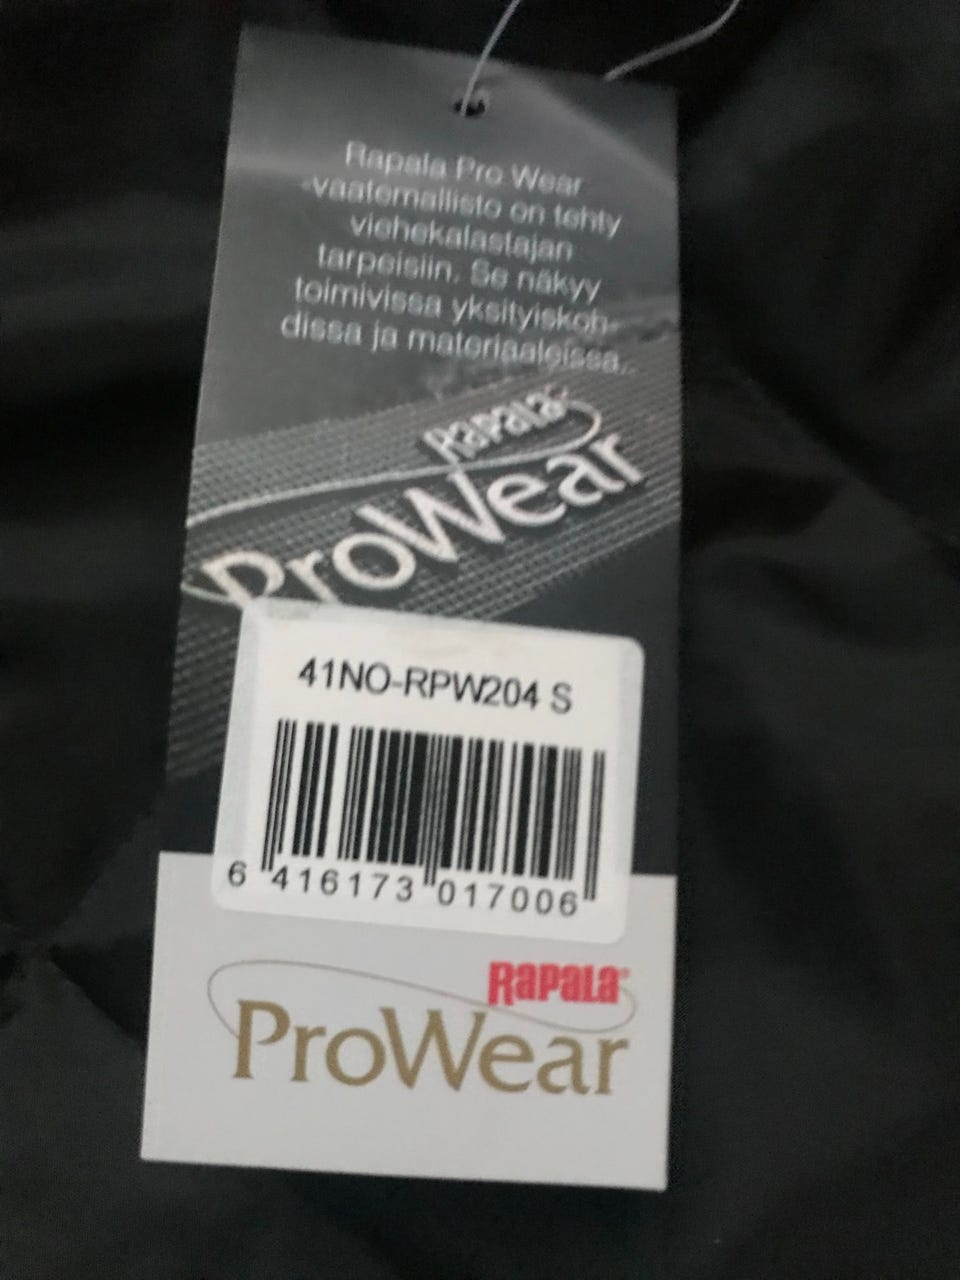 Rapala Pro Wear
-vaatemallisto on tehty
viehekalastajan
tarpeisiin. Se näkyy
toimivissa yksityiskoh-
dissa ja materiaaleissa.
Rapala
ProWear
41NO-RPW204 S
6 416173 017006
Rapala®
ProWear